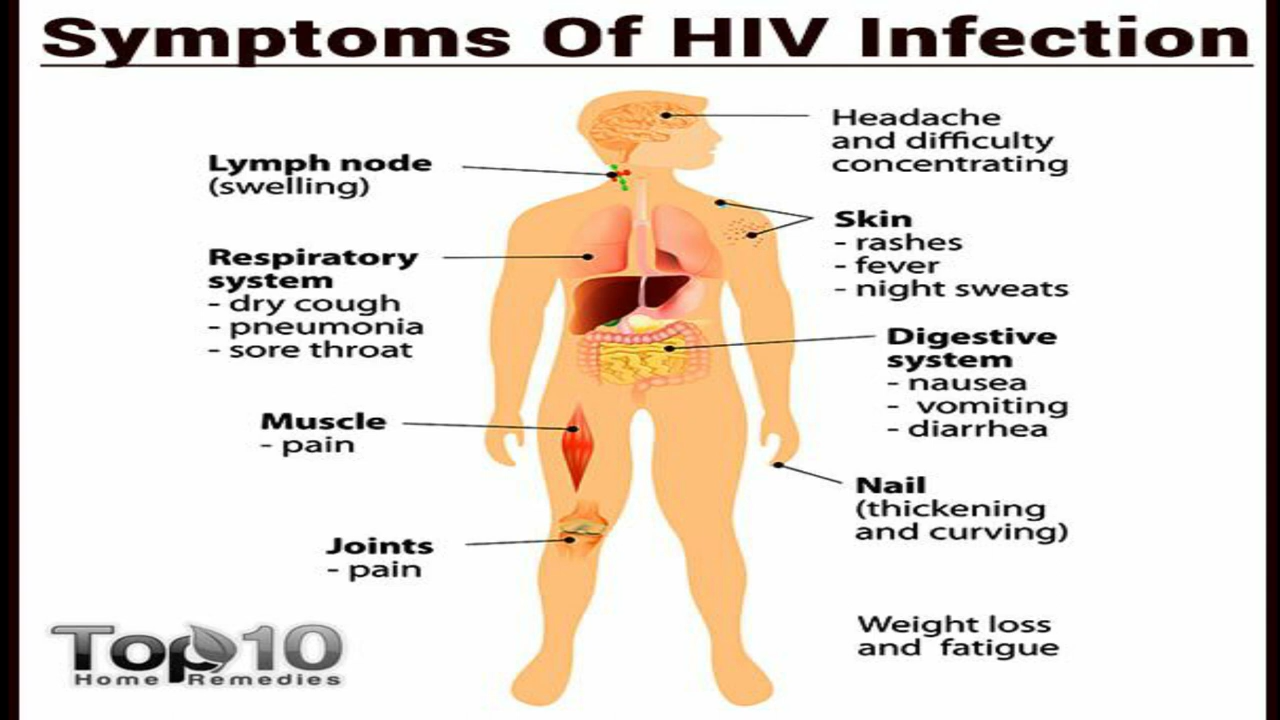 Symptoms Of HIV Infection
Lymph node
(swelling)
Respiratory
system
- dry cough
- pneumonia
- sore throat
Muscle
- pain
Joints
- pain
Headache
and difficulty
concentrating
Skin
- rashes
- fever
- night sweats
Digestive
system
- nausea
- vomiting
- diarrhea
Nail
(thickening
and curving)
Weight loss
and fatigue
Top10
Home Remedies